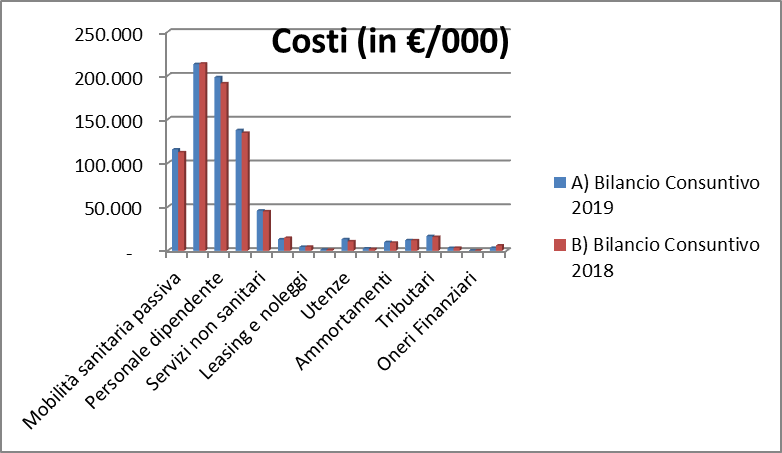 Costi (in €/000)
250.000
200.000
150.000
100.000
50.000
-
Mobilità sanitaria passiva
Personale dipendente
Servizi non sanitari
Leasing e noleggi
Utenze
Ammortamenti
Tributari
Oneri Finanziari
A) Bilancio Consuntivo
2019
B) Bilancio Consuntivo
2018